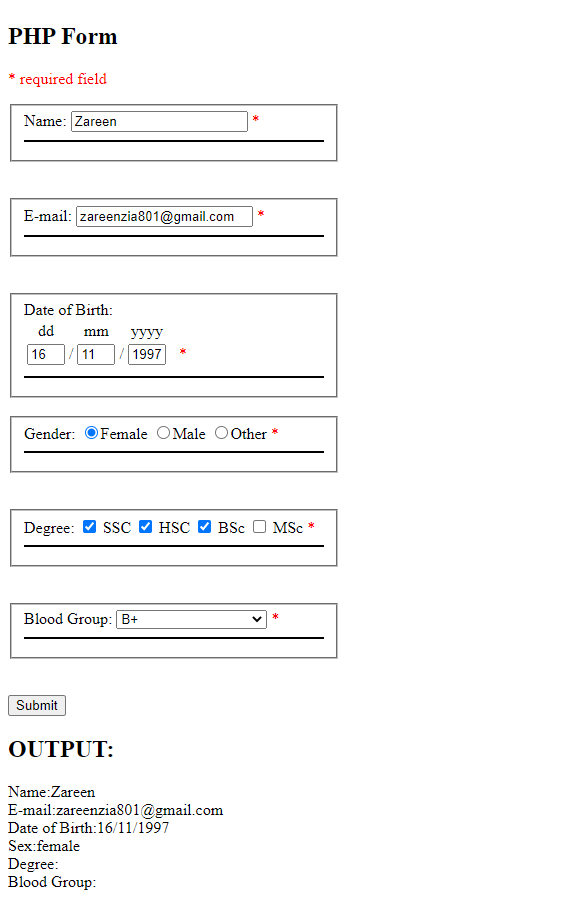 PHP Form
* required field
Name: Zareen *
E-mail: zareenzia801@gmail.com *
Date of Birth:
dd mm yyyy
16 / 11 / 1997 *
Gender: Female Male Other *
Degree: SSC HSC BSc MSc *
Blood Group: B+ *
Submit
OUTPUT:
Name:Zareen
E-mail:zareenzia801@gmail.com
Date of Birth:16/11/1997
Sex:female
Degree:
Blood Group: